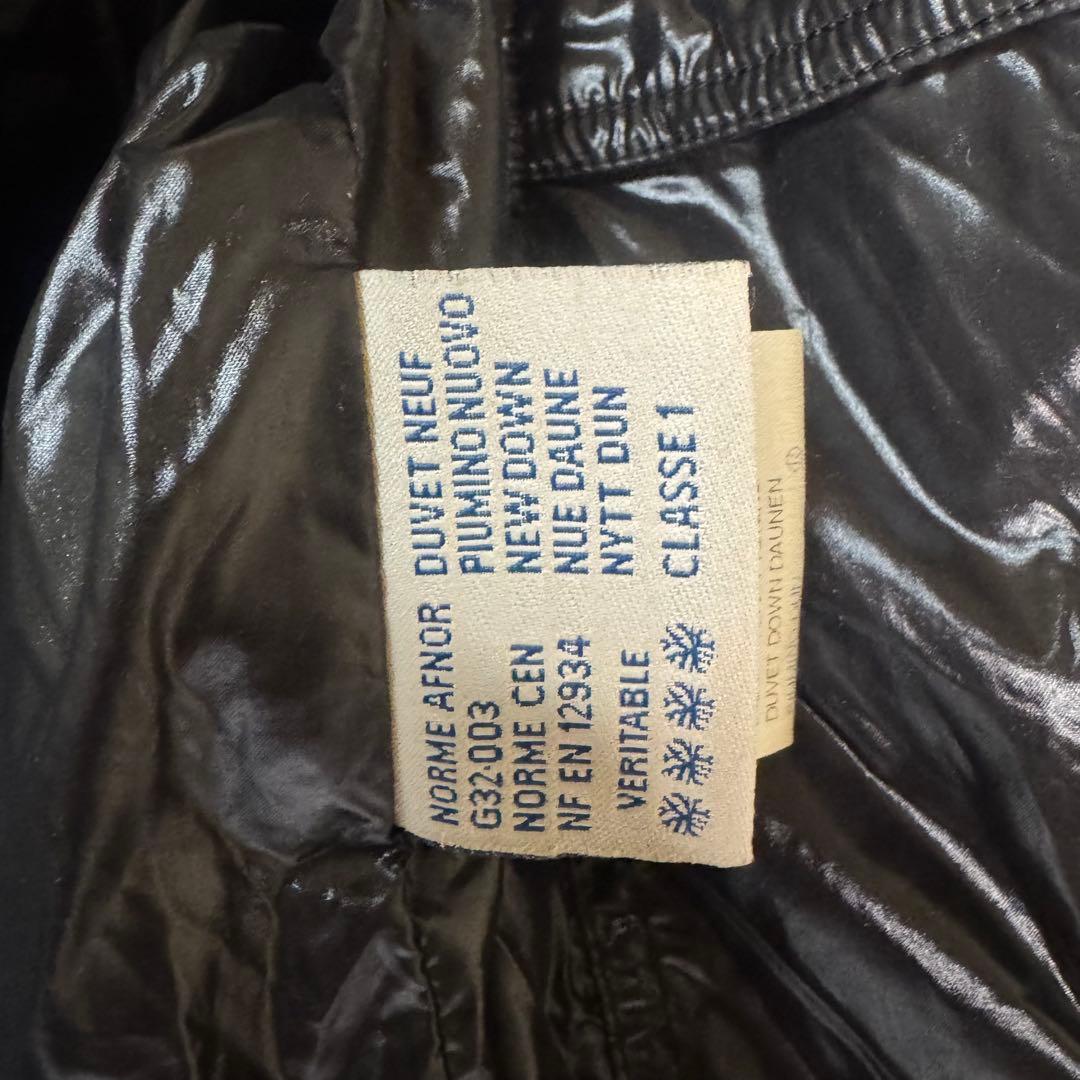 NORME AFNOR DUVET NEUF
G32-003 PIUMINO NUOVO
NORME CEN NEW DOWN
NF EN 12934 NUE DAUNE
NYTT DUN
VERITABLE
CLASSE 1
DUVET DOWN DAUNEN